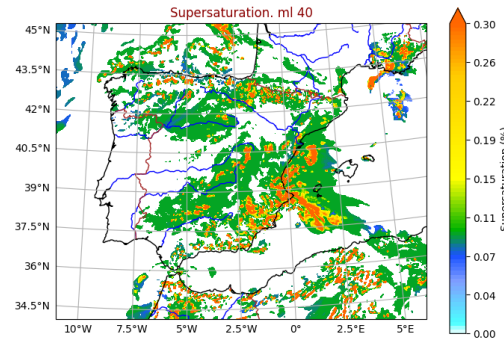 Supersaturation. ml 40
45°N
43.5°N
42°N
40.5°N
39°N
37.5°N
36°N
34.5°N
10°W 7.5°W 5°W 2.5°W 0° 2.5°E 5°E
0.30
0.26
0.22
0.19
0.15
0.11
0.07
0.04
0.00
Supersaturation (%)